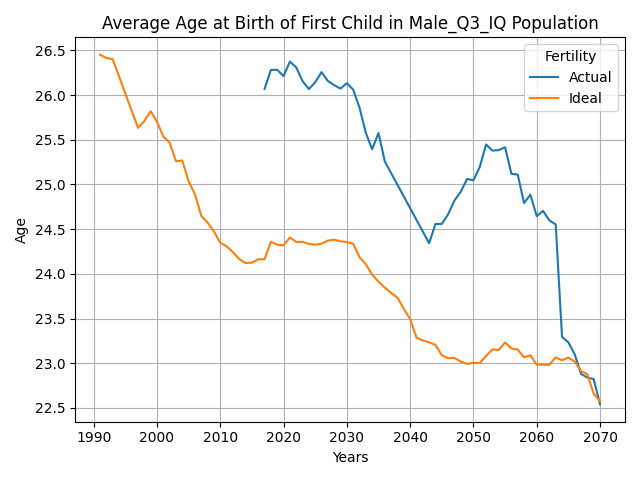 Average Age at Birth of First Child in Male_Q3_IQ Population
Fertility
Actual
Ideal
26.5
26.0
25.5
25.0
24.5
24.0
23.5
23.0
22.5
Age
1990 2000 2010 2020 2030 2040 2050 2060 2070
Years